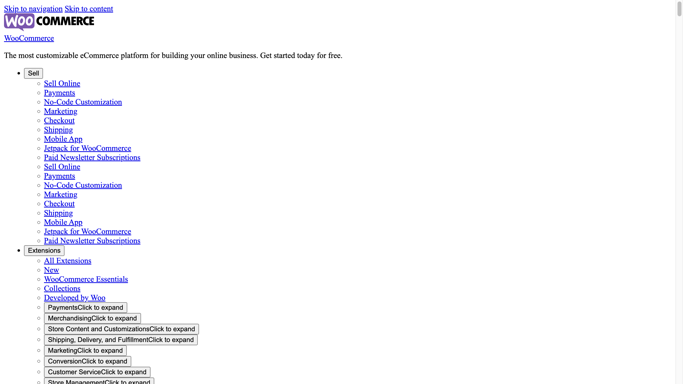 Skip to navigation Skip to content
WOO COMMERCE
WooCommerce
The most customizable eCommerce platform for building your online business. Get started today for free.
Sell
Sell Online
Payments
No-Code Customization
Marketing
Checkout
Shipping
Mobile App
Jetpack for WooCommerce
Paid Newsletter Subscriptions
Sell Online
Payments
No-Code Customization
Marketing
Checkout
Shipping
Mobile App
Jetpack for WooCommerce
Paid Newsletter Subscriptions
Extensions
All Extensions
New
WooCommerce Essentials
Collections
Developed by Woo
PaymentsClick to expand
MerchandisingClick to expand
Store Content and CustomizationsClick to expand
Shipping, Delivery, and FulfillmentClick to expand
MarketingClick to expand
ConversionClick to expand
Customer ServiceClick to expand
Store ManagementClick to expand